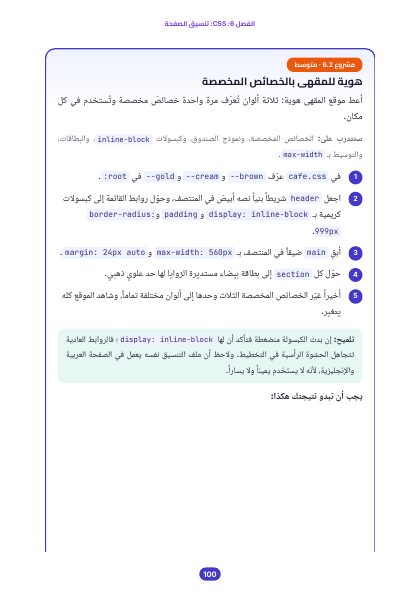 الفصل 6: CSS: تنسيق الصفحة
مشروع 6.2 · متوسط
هوية للمقهى بالخصائص المخصصة
أعط موقع المقهى هوية: ثلاثة ألوان تُعرَّف مرة واحدة خصائصَ مخصصة وتُستخدم في كل
مكان.
ستتدرب على: الخصائص المخصصة، ونموذج الصندوق، وكبسولات inline-block، والبطاقات،
والتوسيط بـ max-width .
1 في cafe.css عرّف --brown و --cream و --gold في :root .
2 اجعل header شريطاً بنياً نصه أبيض في المنتصف، وحوّل روابط القائمة إلى كبسولات
كريمية بـ display: inline-block و padding و border-radius:
999px.
3 أبقِ main ضيقاً في المنتصف بـ max-width: 560px و margin: 24px auto .
4 حوّل كل section إلى بطاقة بيضاء مستديرة الزوايا لها حد علوي ذهبي.
5 أخيراً غيّر الخصائص المخصصة الثلاث وحدها إلى ألوان مختلفة تماماً، وشاهد الموقع كله
يتغير.
تلميح: إن بدت الكبسولة منضغطة فتأكد أن لها display: inline-block ؛ فالروابط العادية
تتجاهل الحشوة الرأسية في التخطيط. ولاحظ أن ملف التنسيق نفسه يعمل في الصفحة العربية
والإنجليزية، لأنه لا يستخدم يميناً ولا يساراً.
يجب أن تبدو نتيجتك هكذا:
100